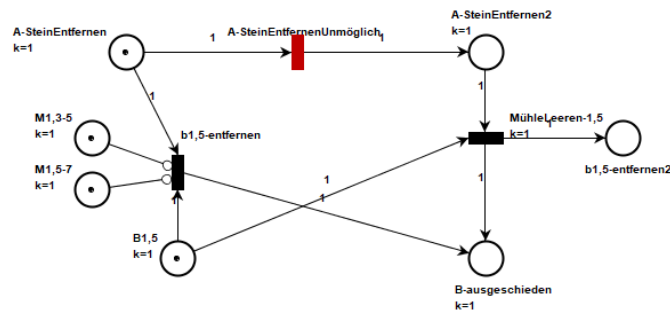 A-SteinEntfernen
k=1
A-SteinEntfernenUnmöglich
1
1
A-SteinEntfernen2
k=1
1
1
M1,3-5
k=1
b1,5-entfernen
MühleLeeren-1,5
k=1
1
b1,5-entfernen2
M1,5-7
k=1
1
1
1
1
B1,5
k=1
B-ausgeschieden
k=1